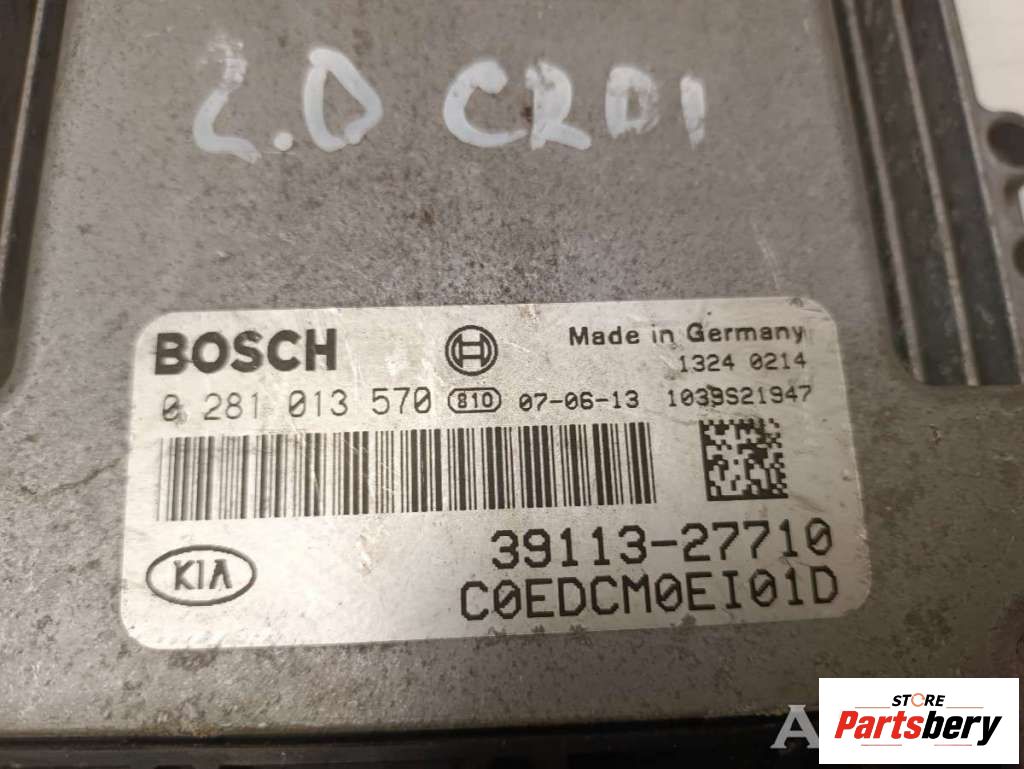 2.0 CRDI
BOSCH
Made in Germany
1324 0214
0 281 013 570 810 07-06-13 1039S21947
39113-27710
KIA
C0EDCM0EI01D
STORE
Partsbery
A